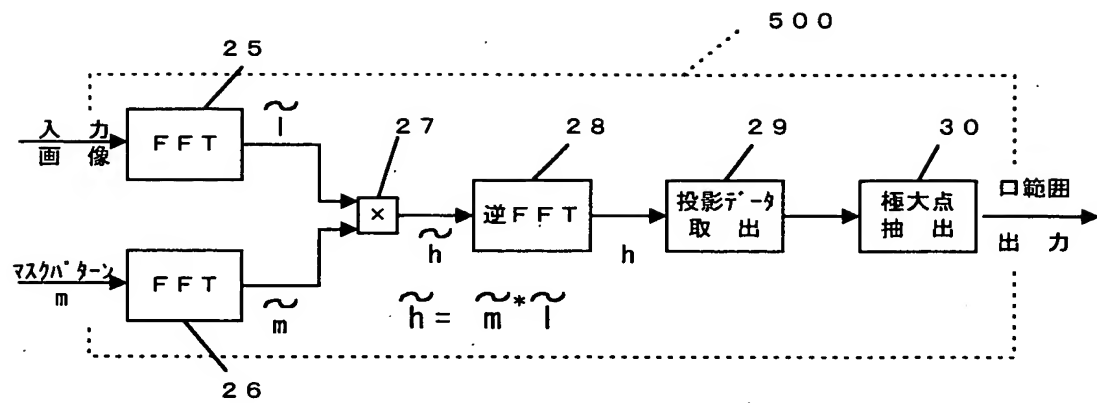 500
25
入力
画像
FFT
~l
27
×
~h
28
逆FFT
h
29
投影データ
取出
30
極大点
抽出
口範囲
出力
マスクパターン
m
FFT
~m
26
~h = ~m*~l